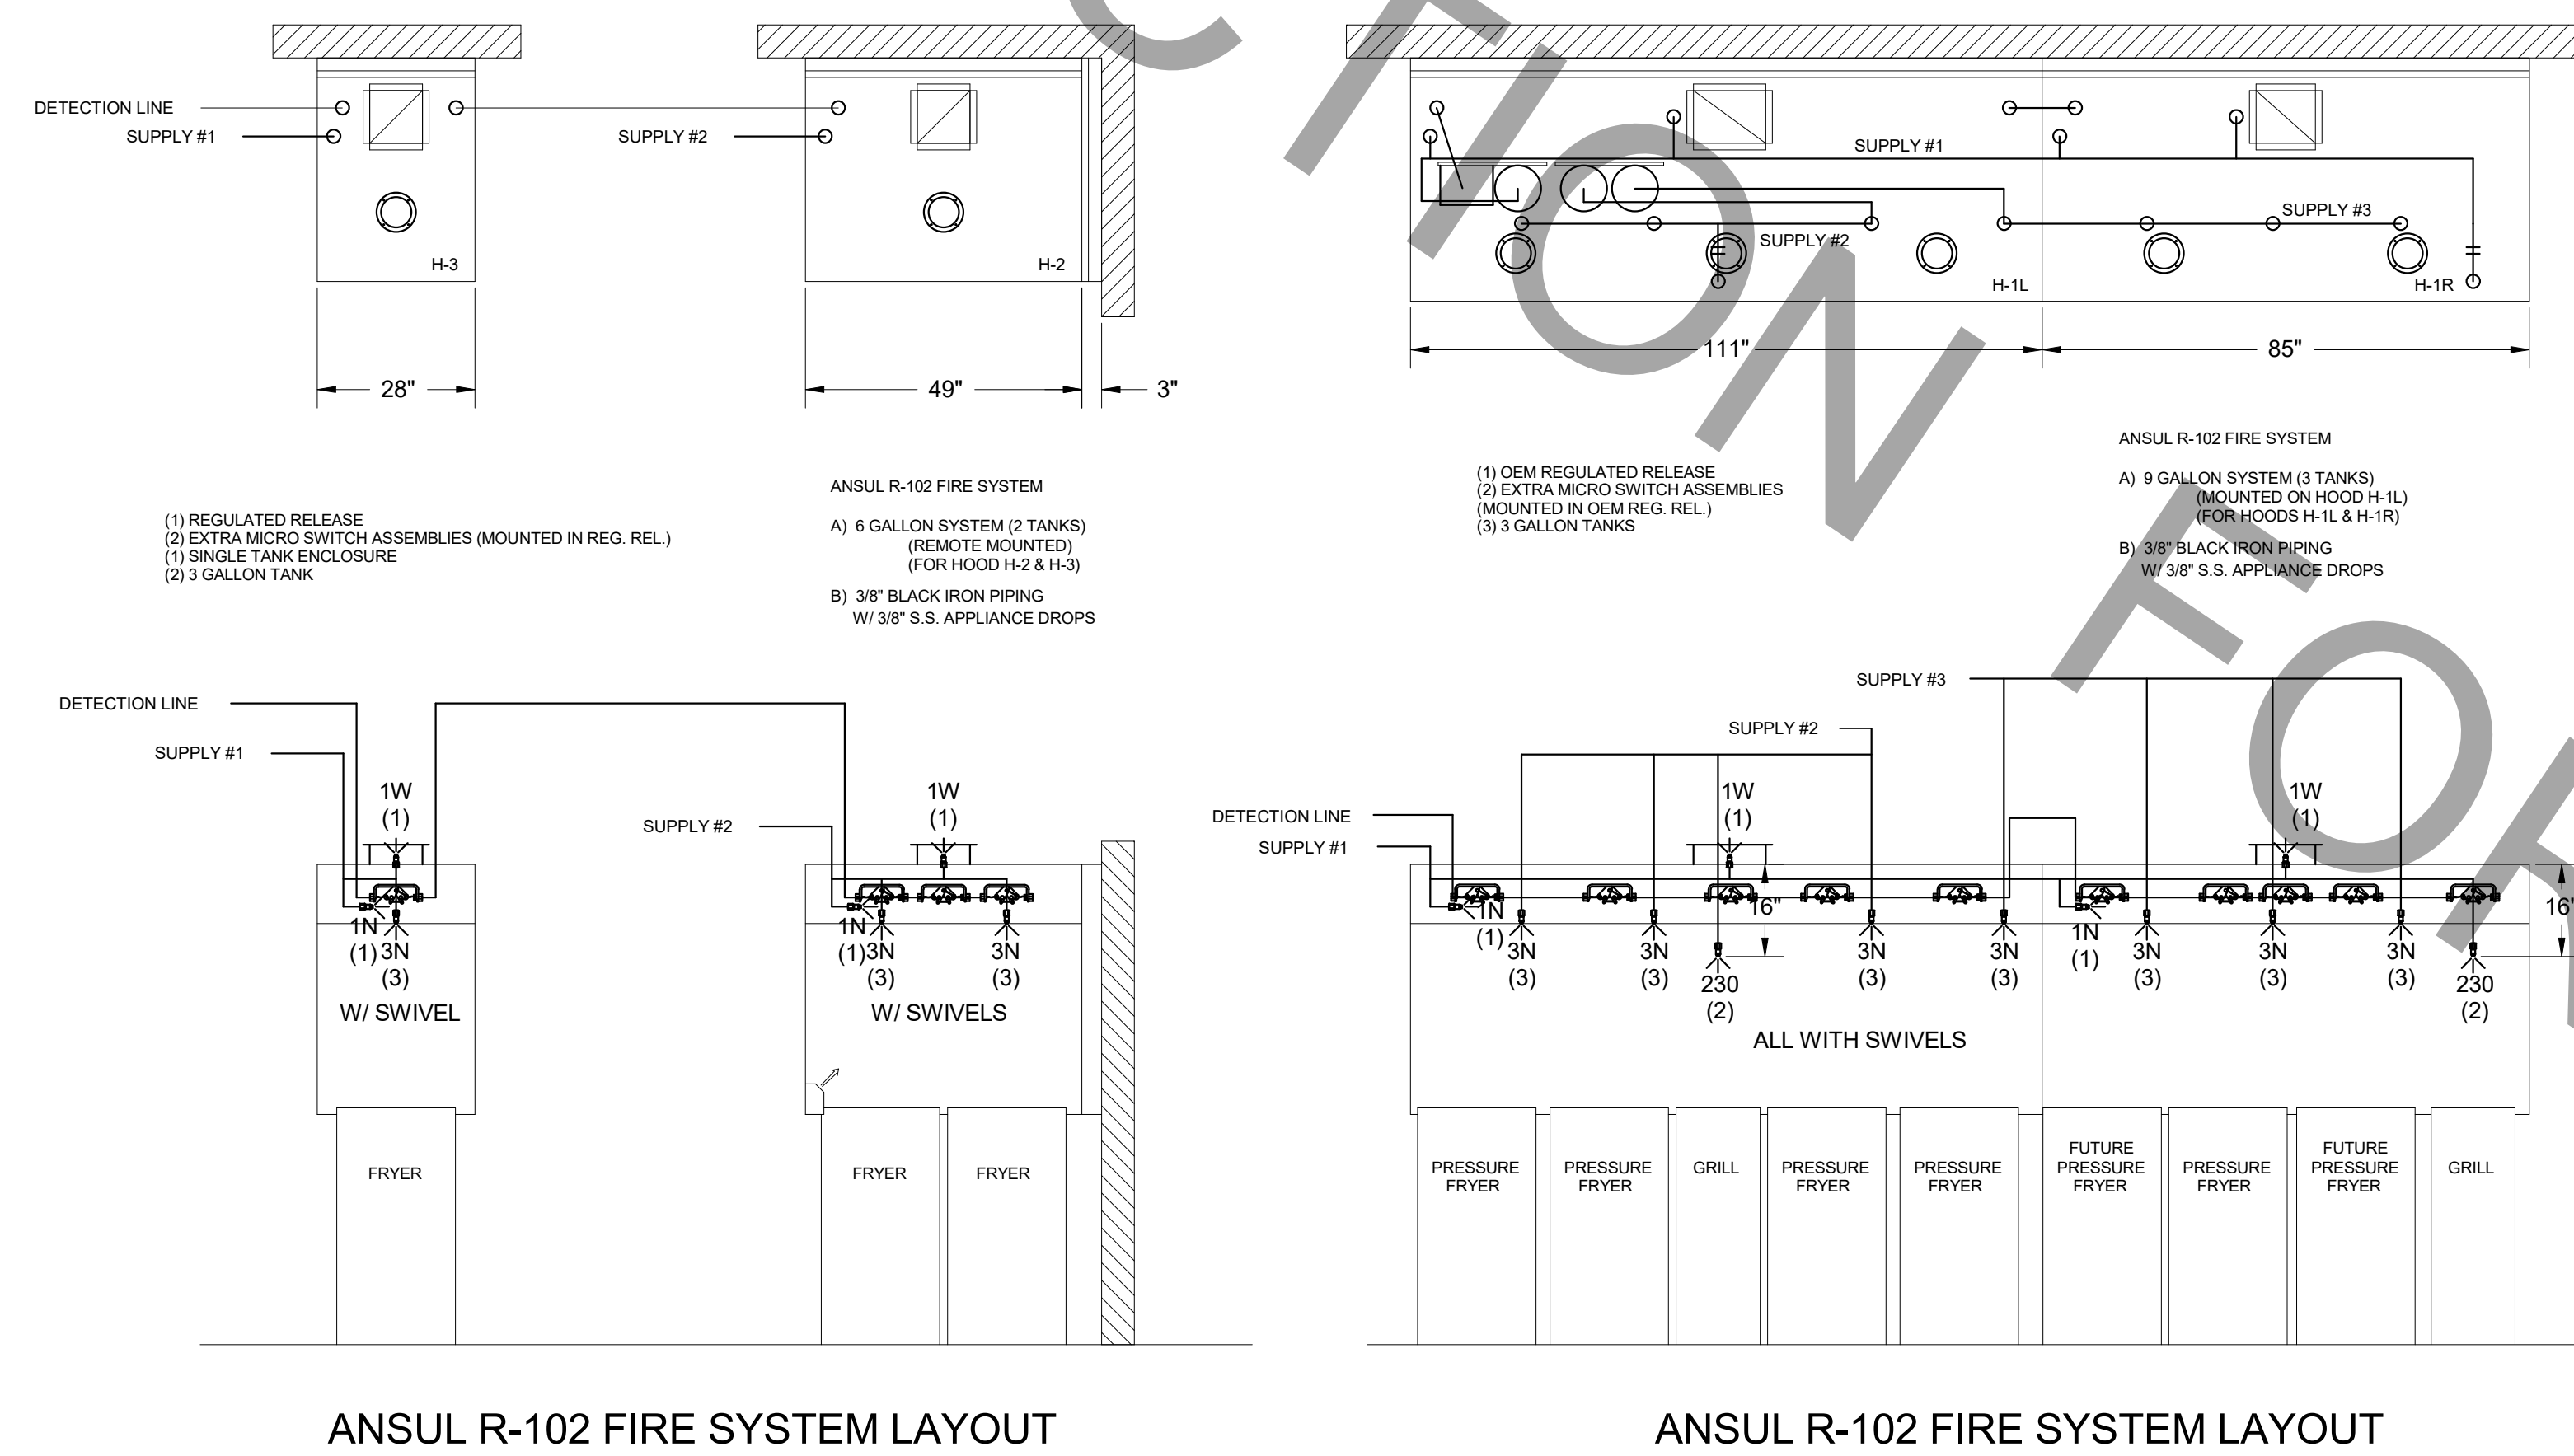 DETECTION LINE
SUPPLY #1
SUPPLY #2
H-3
H-2
28"
49"
3"
SUPPLY #1
SUPPLY #3
SUPPLY #2
H-1L
H-1R
111"
85"
(1) REGULATED RELEASE
(2) EXTRA MICRO SWITCH ASSEMBLIES (MOUNTED IN REG. REL.)
(1) SINGLE TANK ENCLOSURE
(2) 3 GALLON TANK
ANSUL R-102 FIRE SYSTEM
A) 6 GALLON SYSTEM (2 TANKS)
(REMOTE MOUNTED)
(FOR HOOD H-2 & H-3)
B) 3/8" BLACK IRON PIPING
W/ 3/8" S.S. APPLIANCE DROPS
(1) OEM REGULATED RELEASE
(2) EXTRA MICRO SWITCH ASSEMBLIES
(MOUNTED IN OEM REG. REL.)
(3) 3 GALLON TANKS
ANSUL R-102 FIRE SYSTEM
A) 9 GALLON SYSTEM (3 TANKS)
(MOUNTED ON HOOD H-1L)
(FOR HOODS H-1L & H-1R)
B) 3/8" BLACK IRON PIPING
W/ 3/8" S.S. APPLIANCE DROPS
DETECTION LINE
SUPPLY #1
1W
(1)
SUPPLY #2
1W
(1)
1N
(1)
3N
(3)
1N
(1)
3N
(3)
3N
(3)
W/ SWIVEL
W/ SWIVELS
FRYER
FRYER
FRYER
SUPPLY #3
SUPPLY #2
DETECTION LINE
SUPPLY #1
1W
(1)
1W
(1)
16"
16"
1N
(1)
3N
(3)
3N
(3)
230
(2)
3N
(3)
3N
(3)
1N
(1)
3N
(3)
3N
(3)
3N
(3)
230
(2)
ALL WITH SWIVELS
PRESSURE
FRYER
PRESSURE
FRYER
GRILL
PRESSURE
FRYER
PRESSURE
FRYER
FUTURE
PRESSURE
FRYER
PRESSURE
FRYER
FUTURE
PRESSURE
FRYER
GRILL
ANSUL R-102 FIRE SYSTEM LAYOUT
ANSUL R-102 FIRE SYSTEM LAYOUT
CTION FOR